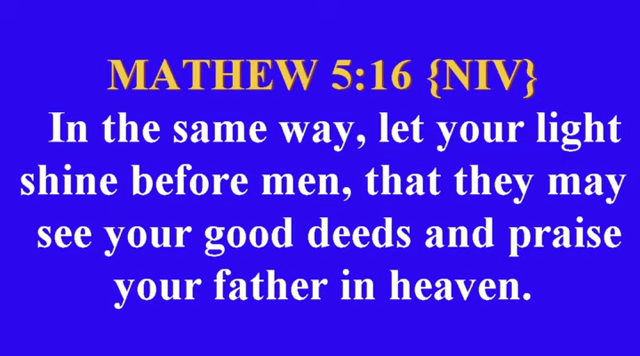 MATHEW 5:16 {NIV}
In the same way, let your light
shine before men, that they may
see your good deeds and praise
your father in heaven.